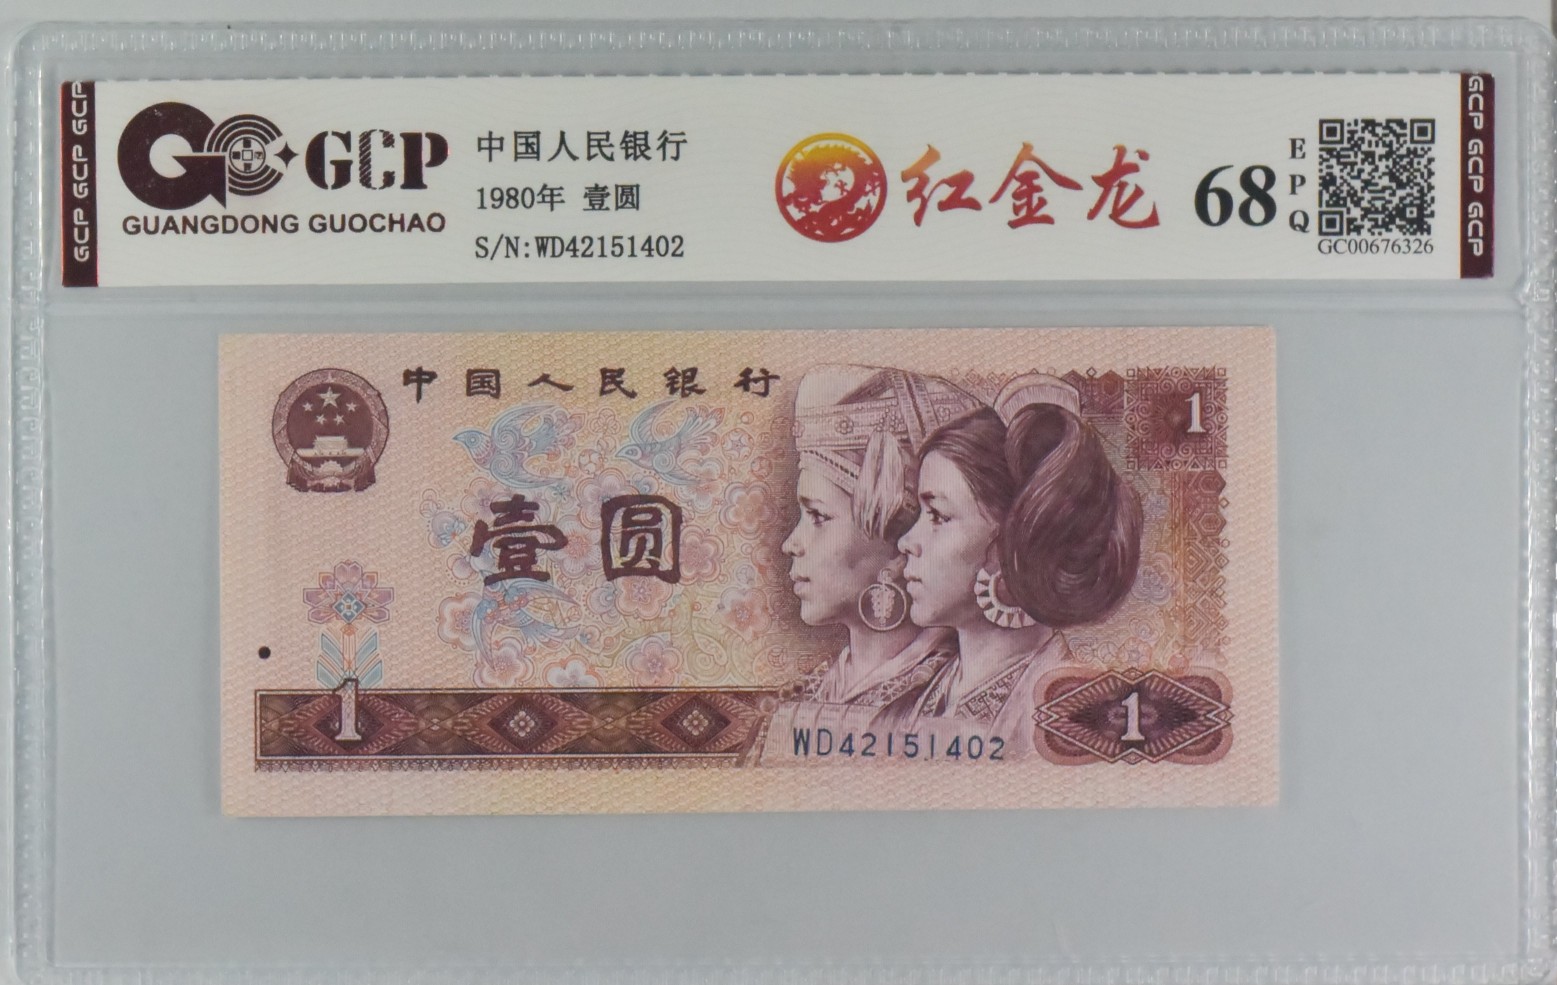 GCP GCP GCP
GCP
GUANGDONG GUOCHAO
中国人民银行
1980年 壹圆
S/N:WD42151402
红金龙
68
EPQ
GC00676326
GCP GCP GCP
中国人民银行
1
壹圆
1
WD42151402
1